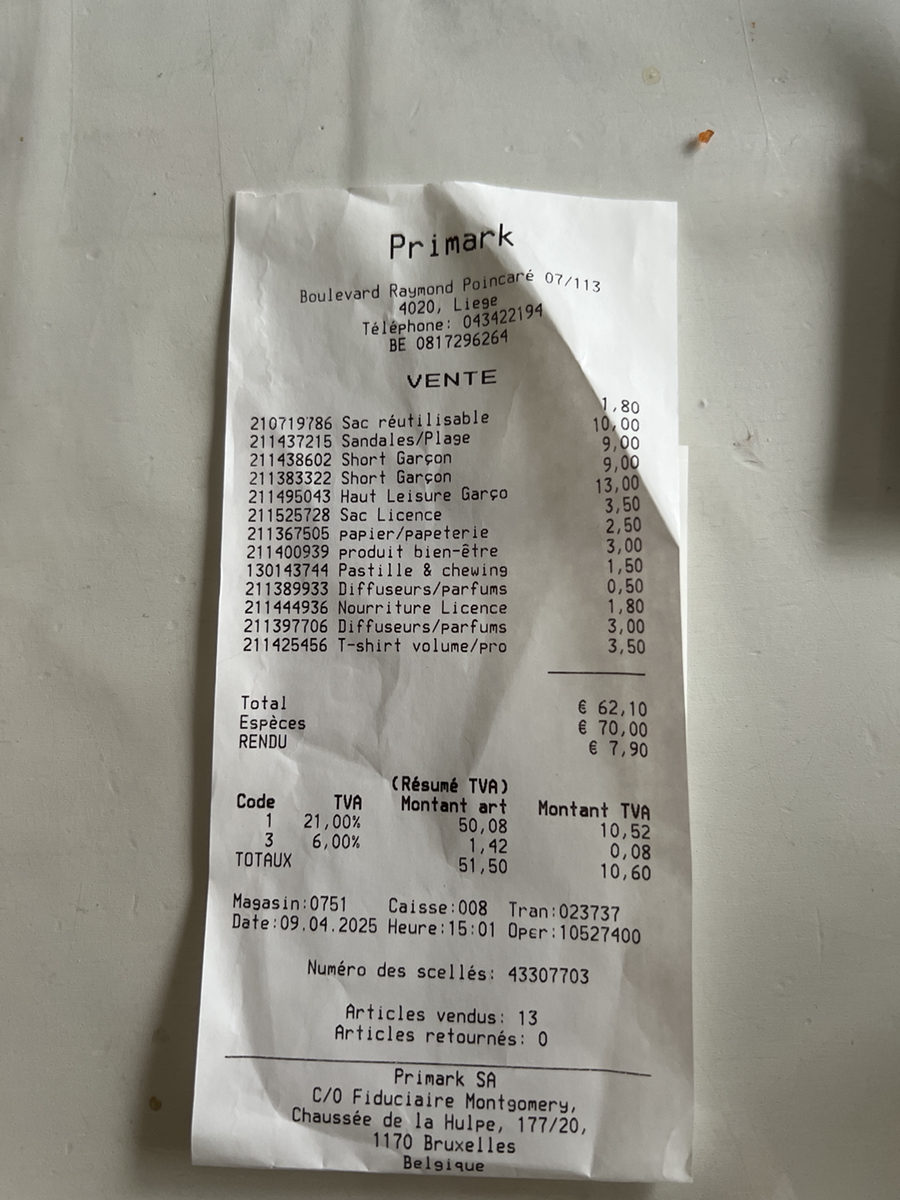 Primark
Boulevard Raymond Poincaré 07/113
4020, Liege
Téléphone: 043422194
BE 0817296264
VENTE
210719786 Sac réutilisable 1,80
211437215 Sandales/Plage 10,00
211438602 Short Garçon 9,00
211383322 Short Garçon 9,00
211495043 Haut Leisure Garço 13,00
211525728 Sac Licence 3,50
211367505 papier/papeterie 2,50
211400939 produit bien-être 3,00
130143744 Pastille & chewing 1,50
211389933 Diffuseurs/parfums 0,50
211444936 Nourriture Licence 1,80
211397706 Diffuseurs/parfums 3,00
211425456 T-shirt volume/pro 3,50
Total € 62,10
Espèces € 70,00
RENDU € 7,90
(Résumé TVA)
Code TVA Montant art Montant TVA
1 21,00% 50,08 10,52
3 6,00% 1,42 0,08
TOTAUX 51,50 10,60
Magasin:0751 Caisse:008 Tran:023737
Date:09.04.2025 Heure:15:01 Oper:10527400
Numéro des scellés: 43307703
Articles vendus: 13
Articles retournés: 0
Primark SA
C/O Fiduciaire Montgomery,
Chaussée de la Hulpe, 177/20,
1170 Bruxelles
Belgique